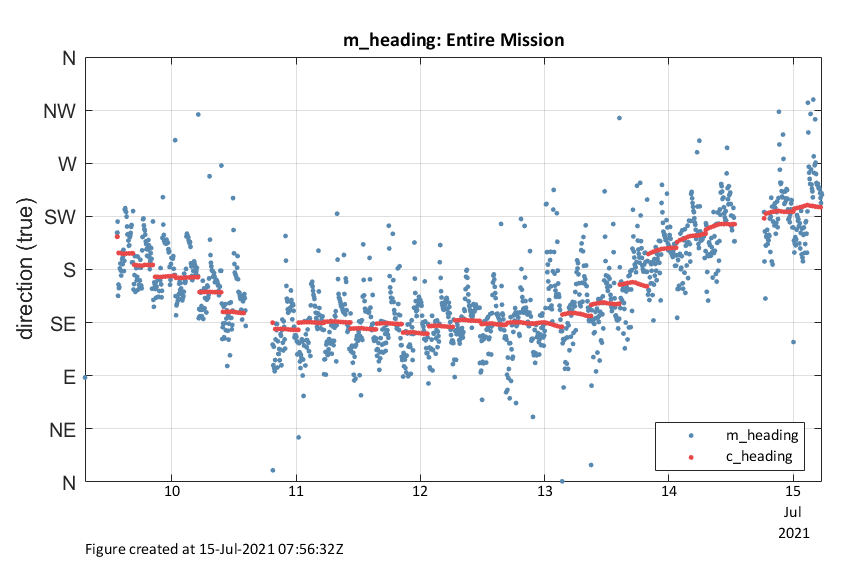 m_heading: Entire Mission
direction (true)
N
NW
W
SW
S
SE
E
NE
N
m_heading
c_heading
10 11 12 13 14 15
Jul
2021
Figure created at 15-Jul-2021 07:56:32Z